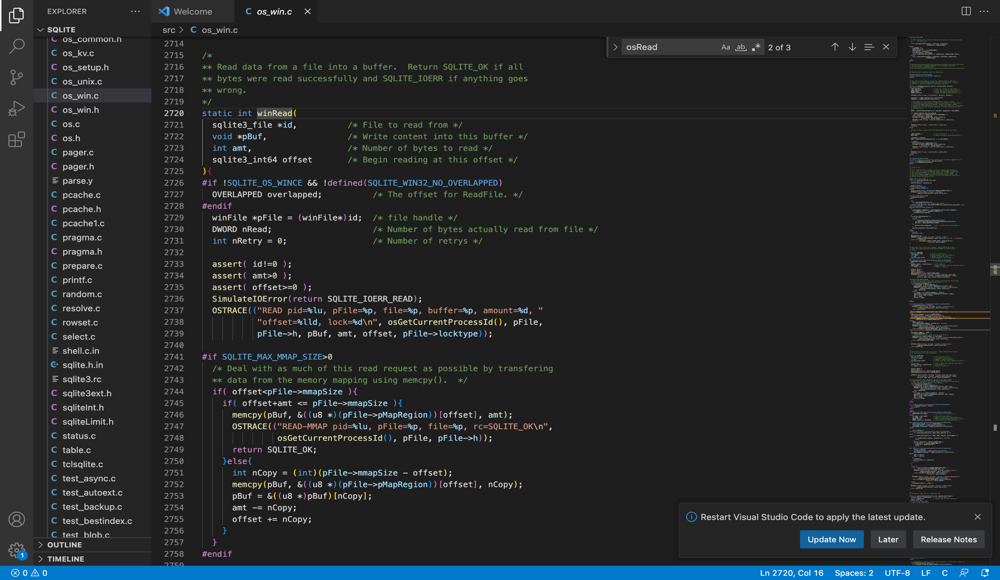 EXPLORER
Welcome
os_win.c
SQLITE
src > C os_win.c
os_common.h
os_kv.c
os_setup.h
os_unix.c
os_win.c
os_win.h
os.c
os.h
pager.c
pager.h
parse.y
pcache.c
pcache.h
pcache1.c
pragma.c
pragma.h
prepare.c
printf.c
random.c
resolve.c
rowset.c
select.c
shell.c.in
sqlite.h.in
sqlite3.rc
sqlite3ext.h
sqliteInt.h
sqliteLimit.h
status.c
table.c
tclsqlite.c
test_async.c
test_autoext.c
test_backup.c
test_bestindex.c
test_blob.c
OUTLINE
TIMELINE
osRead Aa ab .* 2 of 3
2714
2715 /*
2716 ** Read data from a file into a buffer.  Return SQLITE_OK if all
2717 ** bytes were read successfully and SQLITE_IOERR if anything goes
2718 ** wrong.
2719 */
2720 static int winRead(
2721   sqlite3_file *id,          /* File to read from */
2722   void *pBuf,                /* Write content into this buffer */
2723   int amt,                   /* Number of bytes to read */
2724   sqlite3_int64 offset       /* Begin reading at this offset */
2725 ){
2726 #if !SQLITE_OS_WINCE && !defined(SQLITE_WIN32_NO_OVERLAPPED)
2727   OVERLAPPED overlapped;          /* The offset for ReadFile. */
2728 #endif
2729   winFile *pFile = (winFile*)id;  /* file handle */
2730   DWORD nRead;                    /* Number of bytes actually read from file */
2731   int nRetry = 0;                 /* Number of retrys */
2732
2733   assert( id!=0 );
2734   assert( amt>0 );
2735   assert( offset>=0 );
2736   SimulateIOError(return SQLITE_IOERR_READ);
2737   OSTRACE(("READ pid=%lu, pFile=%p, file=%p, buffer=%p, amount=%d, "
2738            "offset=%lld, lock=%d\n", osGetCurrentProcessId(), pFile,
2739            pFile->h, pBuf, amt, offset, pFile->locktype));
2740
2741 #if SQLITE_MAX_MMAP_SIZE>0
2742   /* Deal with as much of this read request as possible by transfering
2743   ** data from the memory mapping using memcpy().  */
2744   if( offset<pFile->mmapSize ){
2745     if( offset+amt <= pFile->mmapSize ){
2746       memcpy(pBuf, &((u8 *)(pFile->pMapRegion))[offset], amt);
2747       OSTRACE(("READ-MMAP pid=%lu, pFile=%p, file=%p, rc=SQLITE_OK\n",
2748                osGetCurrentProcessId(), pFile, pFile->h));
2749       return SQLITE_OK;
2750     }else{
2751       int nCopy = (int)(pFile->mmapSize - offset);
2752       memcpy(pBuf, &((u8 *)(pFile->pMapRegion))[offset], nCopy);
2753       pBuf = &((u8 *)pBuf)[nCopy];
2754       amt -= nCopy;
2755       offset += nCopy;
2756     }
2757   }
2758 #endif
2759
Restart Visual Studio Code to apply the latest update.
Update Now
Later
Release Notes
1
0 0
Ln 2720, Col 16 Spaces: 2 UTF-8 LF C